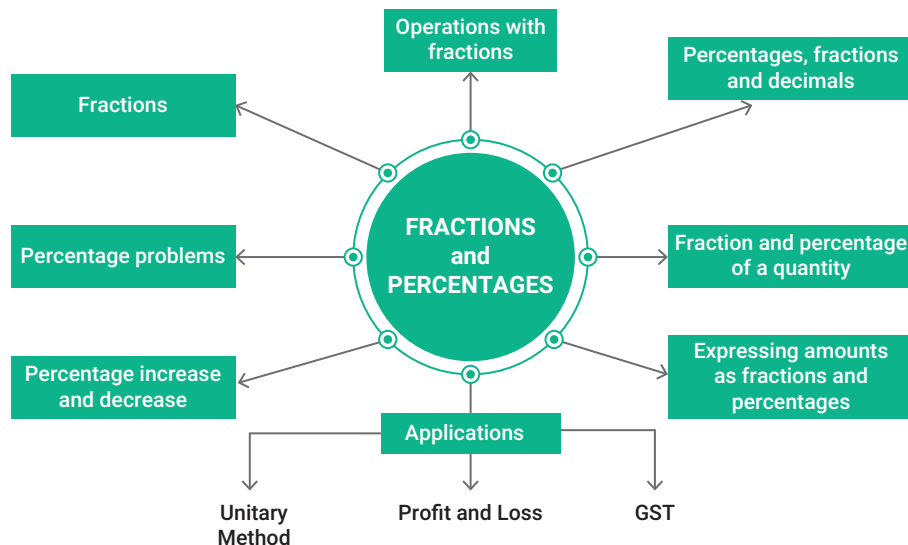 Operations with
fractions
Percentages, fractions
and decimals
Fractions
FRACTIONS
and
PERCENTAGES
Percentage problems
Fraction and percentage
of a quantity
Percentage increase
and decrease
Expressing amounts
as fractions and
percentages
Applications
Unitary
Method
Profit and Loss
GST